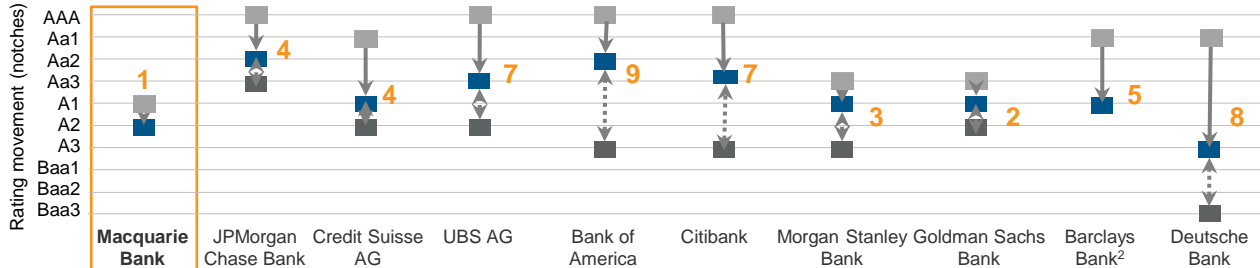 Rating movement (notches)
AAA
Aa1
Aa2
Aa3
A1
A2
A3
Baa1
Baa2
Baa3
1
4
4
7
9
7
3
2
5
8
Macquarie
Bank
JPMorgan
Chase Bank
Credit Suisse
AG
UBS AG
Bank of
America
Citibank
Morgan Stanley
Bank
Goldman Sachs
Bank
Barclays
Bank²
Deutsche
Bank